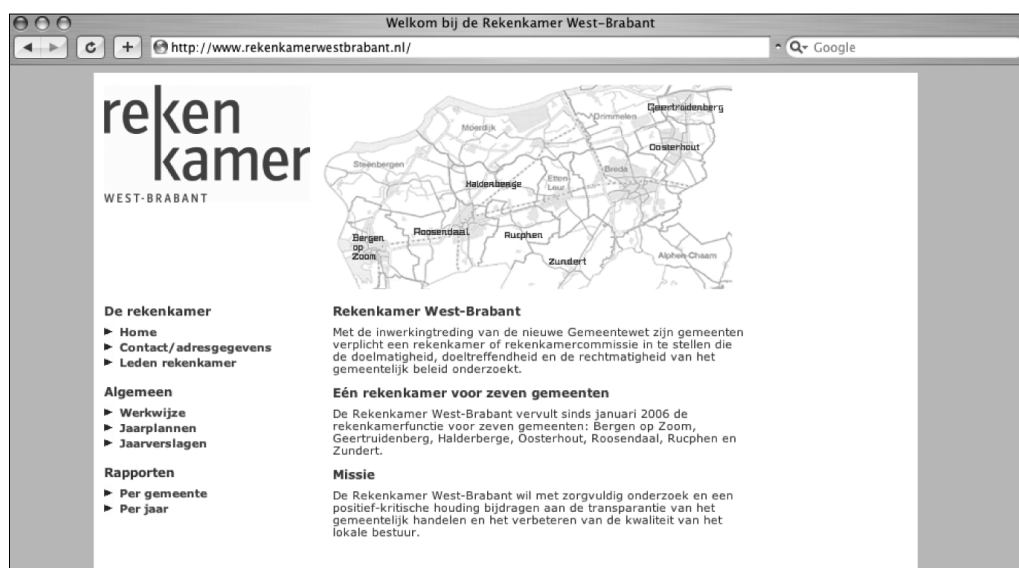 Welkom bij de Rekenkamer West-Brabant
http://www.rekenkamerwestbrabant.nl/
Google
reken
kamer
WEST-BRABANT
Geertruidenberg
Drimmelen
Moerdijk
Oosterhout
Steenbergen
Breda
Etten
Leur
Halderberge
Roosendaal
Rucphen
Bergen
op
Zoom
Zundert
Alphen-Chaam
De rekenkamer
► Home
► Contact/adresgegevens
► Leden rekenkamer
Algemeen
► Werkwijze
► Jaarplannen
► Jaarverslagen
Rapporten
► Per gemeente
► Per jaar
Rekenkamer West-Brabant
Met de inwerkingtreding van de nieuwe Gemeentewet zijn gemeenten
verplicht een rekenkamer of rekenkamercommissie in te stellen die
de doelmatigheid, doeltreffendheid en de rechtmatigheid van het
gemeentelijk beleid onderzoekt.
Eén rekenkamer voor zeven gemeenten
De Rekenkamer West-Brabant vervult sinds januari 2006 de
rekenkamerfunctie voor zeven gemeenten: Bergen op Zoom,
Geertruidenberg, Halderberge, Oosterhout, Roosendaal, Rucphen en
Zundert.
Missie
De Rekenkamer West-Brabant wil met zorgvuldig onderzoek en een
positief-kritische houding bijdragen aan de transparantie van het
gemeentelijk handelen en het verbeteren van de kwaliteit van het
lokale bestuur.